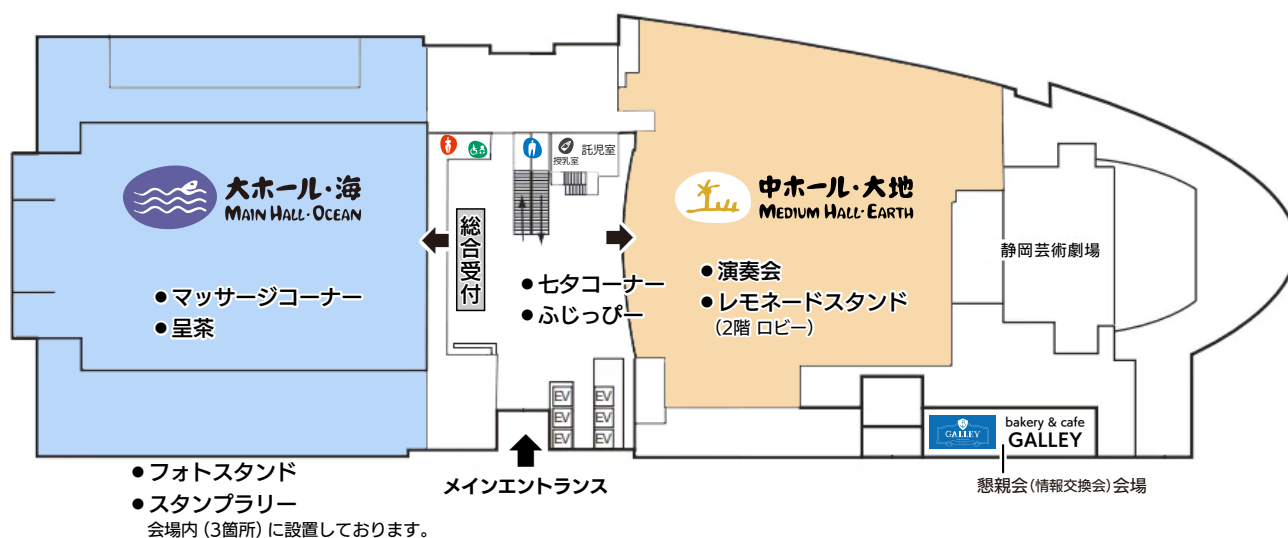 授乳室
託児室
大ホール・海
MAIN HALL・OCEAN
中ホール・大地
MEDIUM HALL・EARTH
総合受付
静岡芸術劇場
●マッサージコーナー
●呈茶
●七夕コーナー
●ふじっぴー
●演奏会
●レモネードスタンド
(2階 ロビー)
EV
EV
EV
EV
EV
EV
GALLEY
bakery & cafe
GALLEY
●フォトスタンド
●スタンプラリー
会場内 (3箇所) に設置しております。
メインエントランス
懇親会(情報交換会)会場